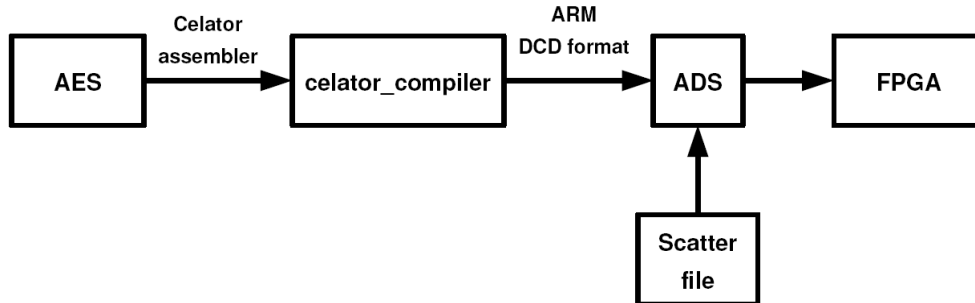 Celator
assembler
ARM
DCD format
AES
celator_compiler
ADS
FPGA
Scatter
file